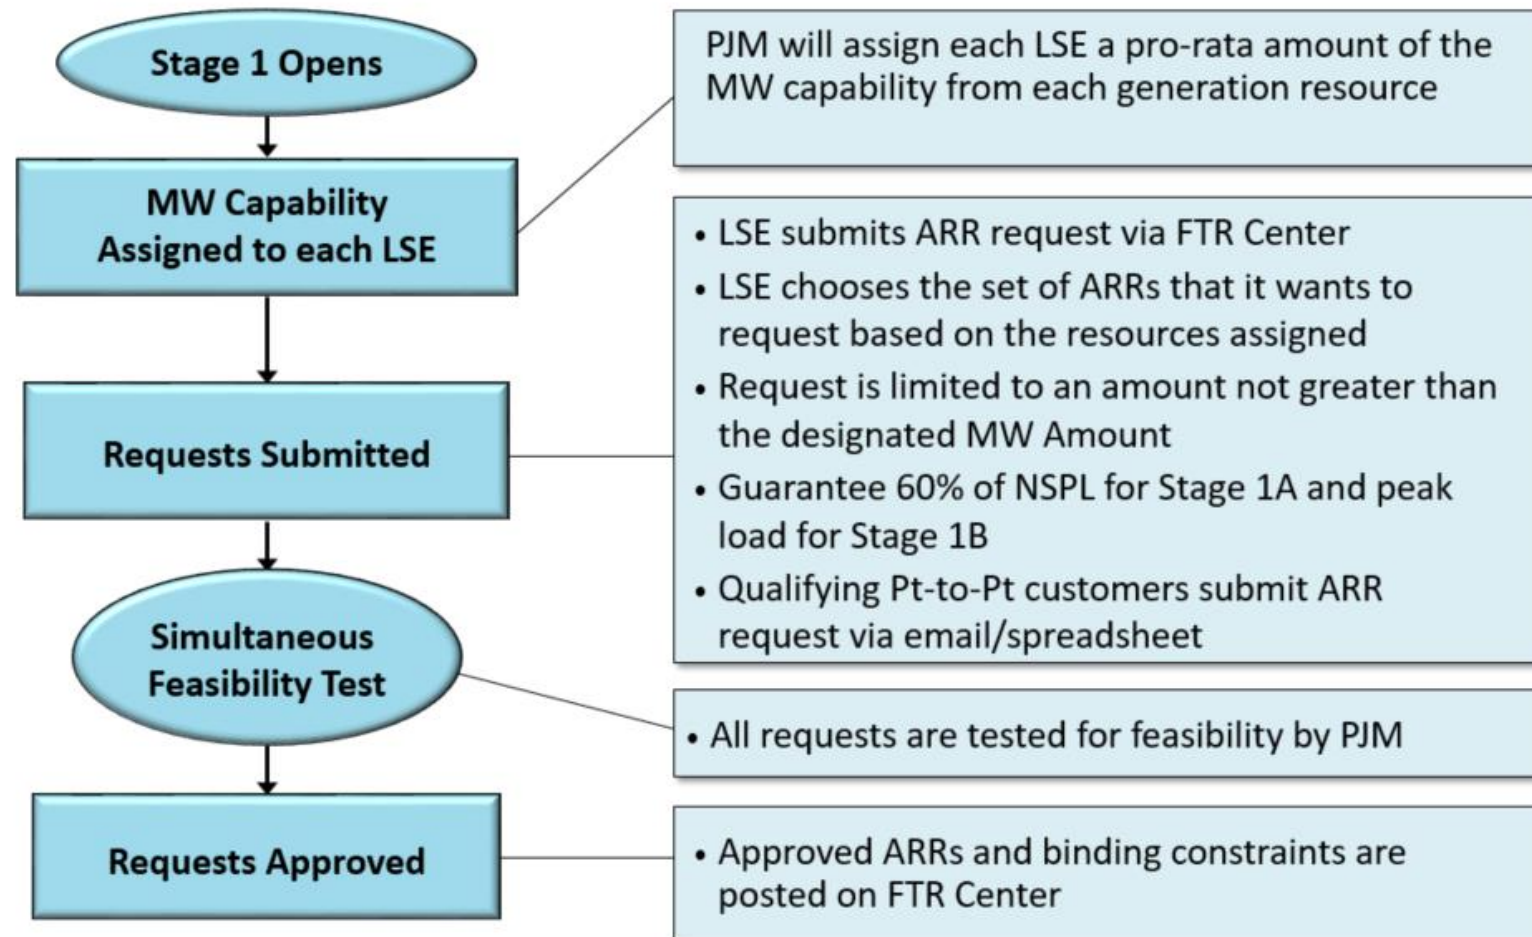 Stage 1 Opens
PJM will assign each LSE a pro-rata amount of the
MW capability from each generation resource
MW Capability
Assigned to each LSE
• LSE submits ARR request via FTR Center
• LSE chooses the set of ARRs that it wants to
request based on the resources assigned
• Request is limited to an amount not greater than
the designated MW Amount
• Guarantee 60% of NSPL for Stage 1A and peak
load for Stage 1B
• Qualifying Pt-to-Pt customers submit ARR
request via email/spreadsheet
Requests Submitted
Simultaneous
Feasibility Test
• All requests are tested for feasibility by PJM
Requests Approved
• Approved ARRs and binding constraints are
posted on FTR Center